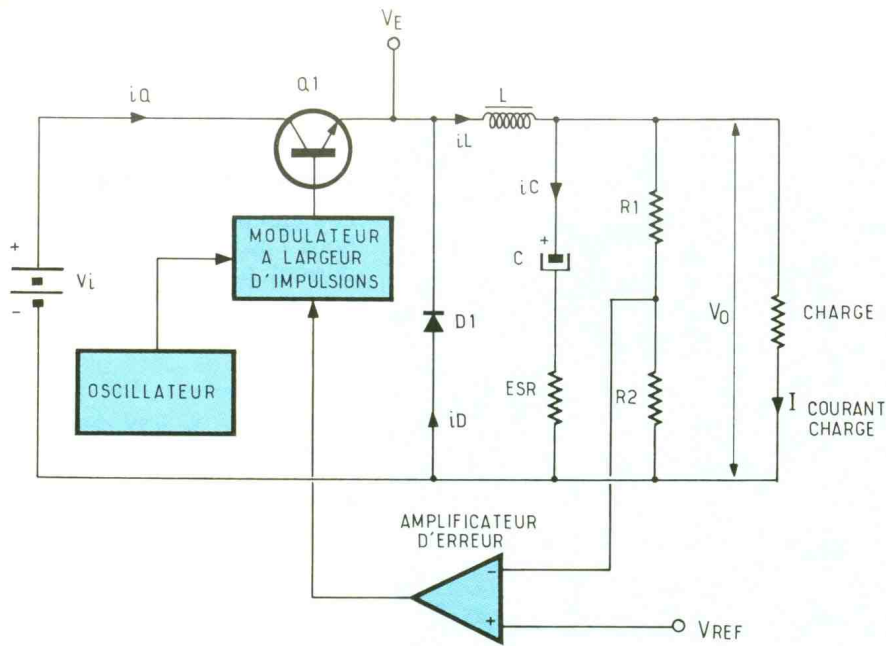 VE
Q1
iQ
L
iL
iC
R1
MODULATEUR
A LARGEUR
D'IMPULSIONS
+
C
+
Vi
-
D1
VO
CHARGE
OSCILLATEUR
ESR
R2
iD
I COURANT
CHARGE
AMPLIFICATEUR
D'ERREUR
-
+
VREF